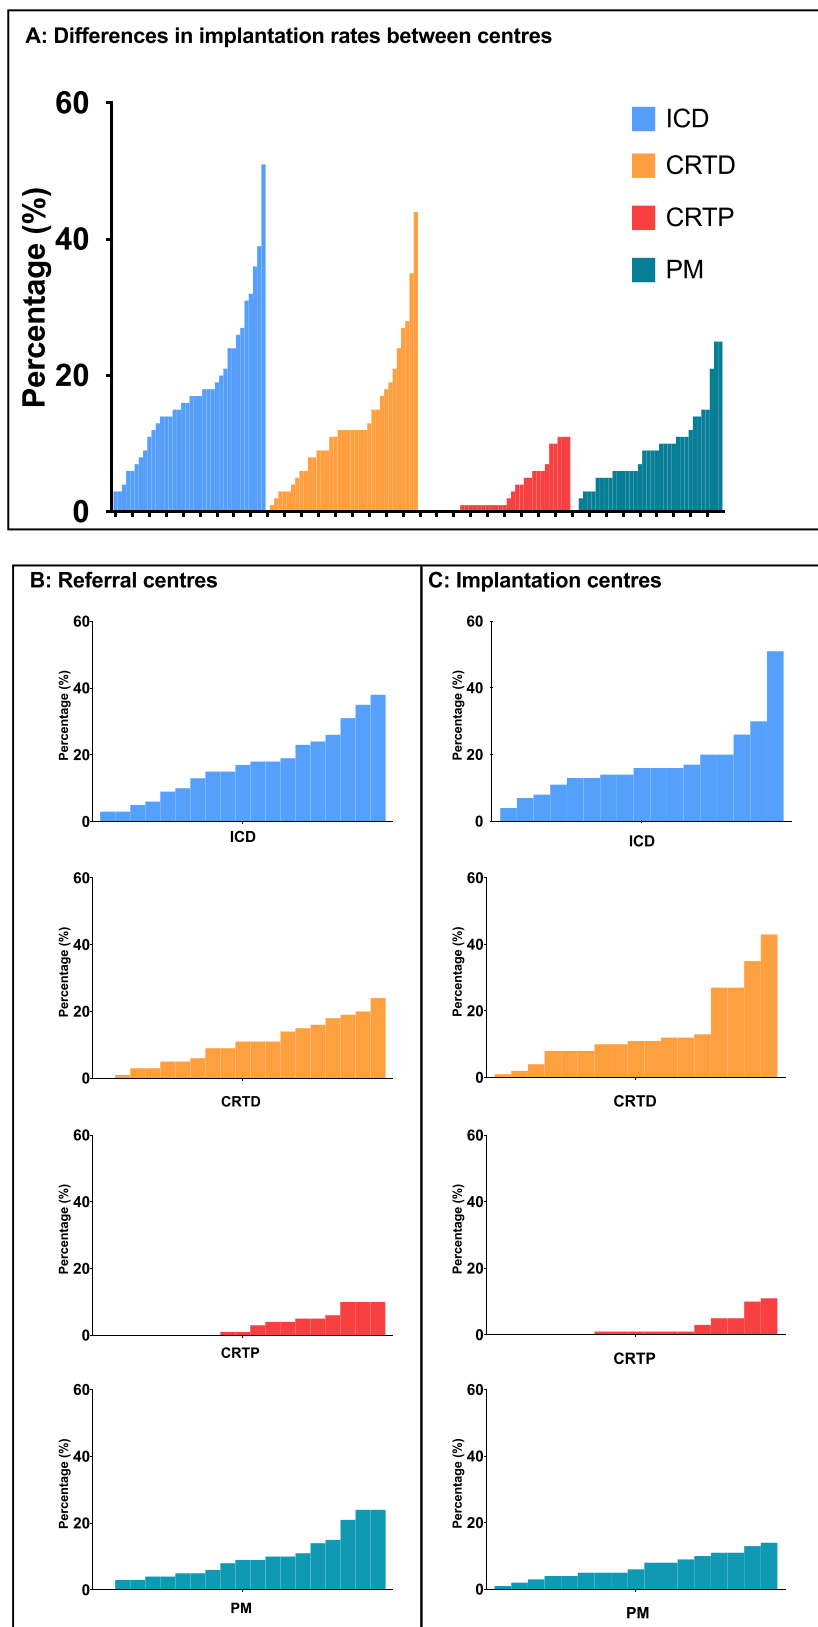 A: Differences in implantation rates between centres
60
40
20
0
Percentage (%)
ICD
CRTD
CRTP
PM
B: Referral centres
60
40
20
0
Percentage (%)
ICD
60
40
20
0
Percentage (%)
CRTD
60
40
20
0
Percentage (%)
CRTP
60
40
20
0
Percentage (%)
PM
C: Implantation centres
60
40
20
0
Percentage (%)
ICD
60
40
20
0
Percentage (%)
CRTD
60
40
20
0
Percentage (%)
CRTP
60
40
20
0
Percentage (%)
PM